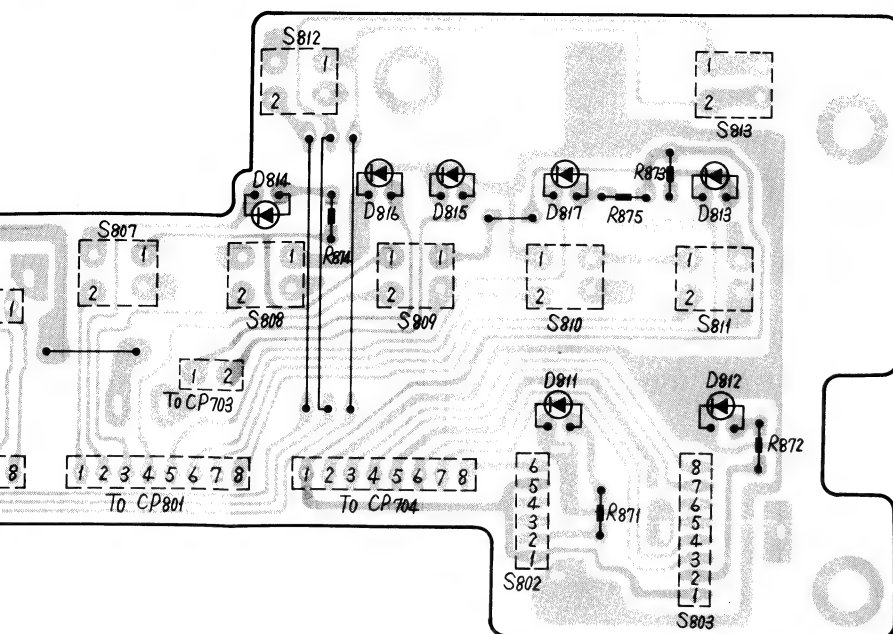 S812
1
2
1
2
S813
D814
D816
D815
D817
R873
R875
D813
R814
S807
1
2
1
2
S808
1
2
S809
1
2
S810
1
2
S811
1
1 2
To CP703
D811
D812
R872
8
1 2 3 4 5 6 7 8
To CP801
1 2 3 4 5 6 7 8
To CP704
6
5
4
3
2
1
S802
R871
8
7
6
5
4
3
2
1
S803